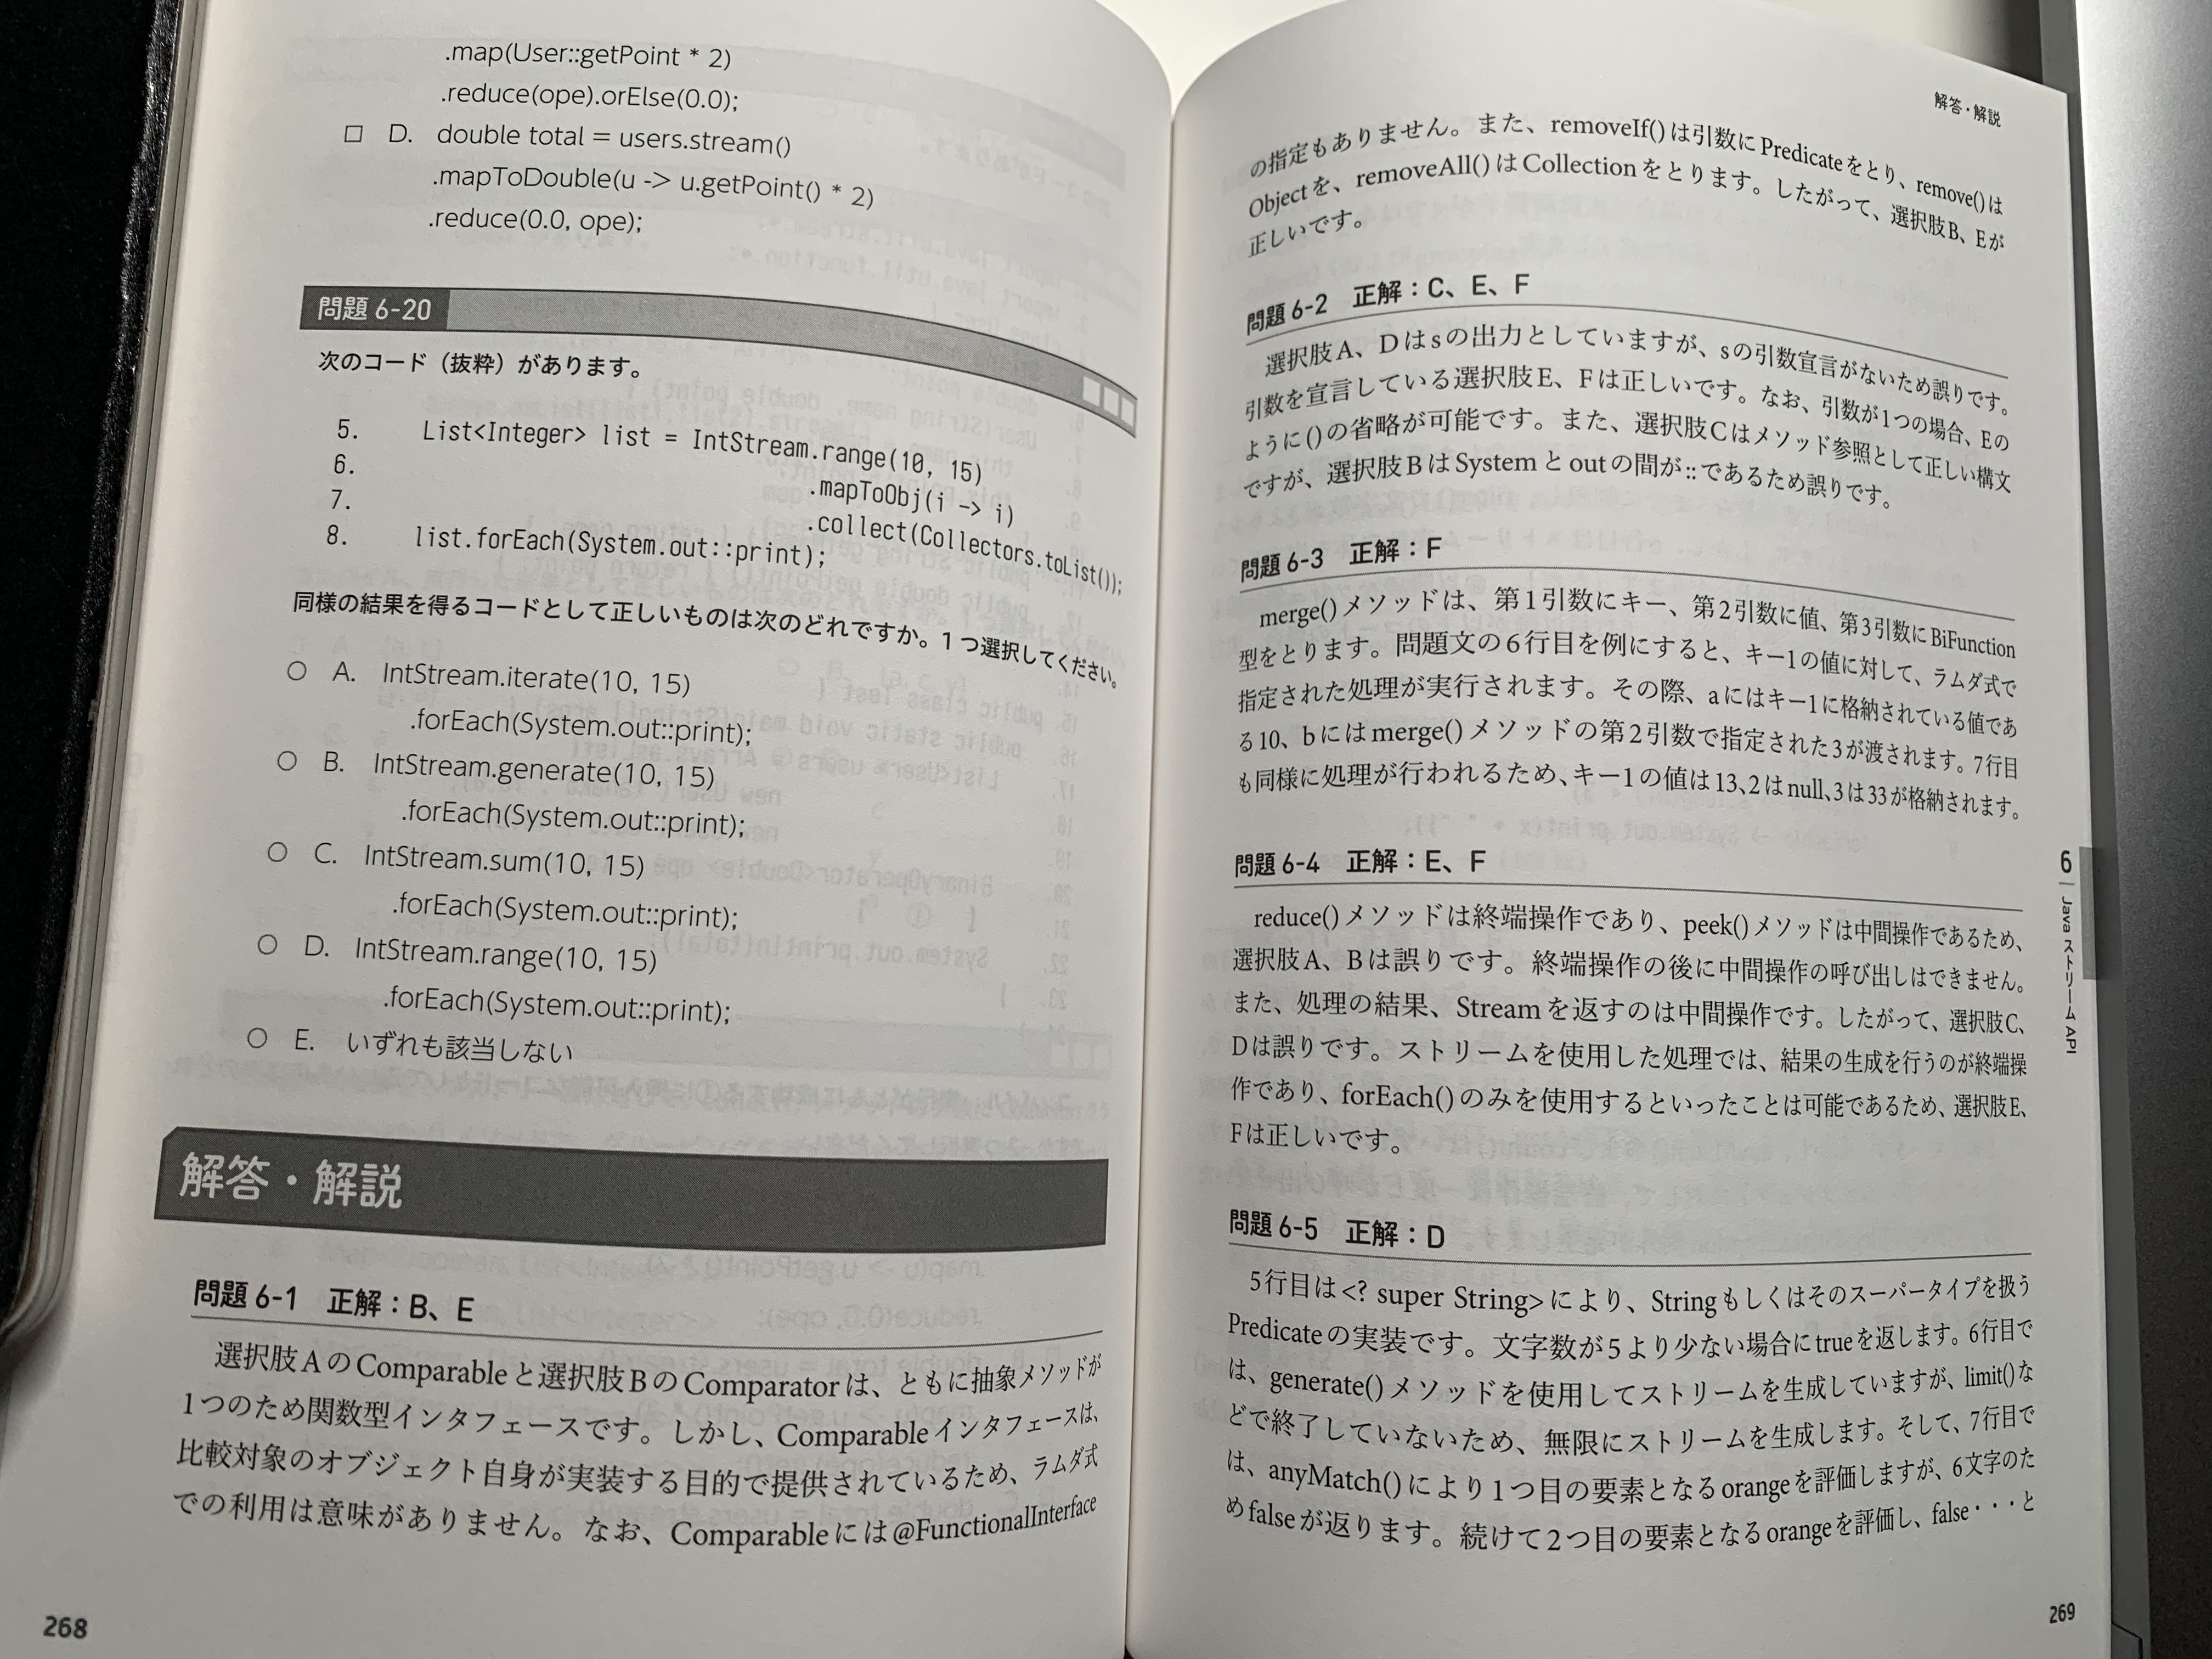 .map(User::getPoint * 2)
.reduce(ope).orElse(0.0);
□ D. double total = users.stream()
.mapToDouble(u -> u.getPoint() * 2)
.reduce(0.0, ope);
問題 6-20
次のコード（抜粋）があります。
5. List<Integer> list = IntStream.range(10, 15)
6. .mapToObj(i -> i)
7. .collect(Collectors.toList());
8. list.forEach(System.out::print);
同様の結果を得るコードとして正しいものは次のどれですか。1つ選択してください。
○ A. IntStream.iterate(10, 15)
.forEach(System.out::print);
○ B. IntStream.generate(10, 15)
.forEach(System.out::print);
○ C. IntStream.sum(10, 15)
.forEach(System.out::print);
○ D. IntStream.range(10, 15)
.forEach(System.out::print);
○ E. いずれも該当しない
解答・解説
問題 6-1 正解：B、E
選択肢AのComparableと選択肢BのComparatorは、ともに抽象メソッドが
1つのため関数型インタフェースです。しかし、Comparableインタフェースは、
比較対象のオブジェクト自身が実装する目的で提供されているため、ラムダ式
での利用は意味がありません。なお、Comparableには@FunctionalInterface
268
解答・解説
の指定もありません。また、removeIf()は引数にPredicateをとり、remove()は
Objectを、removeAll()はCollectionをとります。したがって、選択肢B、Eが
正しいです。
問題 6-2 正解：C、E、F
選択肢A、Dはsの出力としていますが、sの引数宣言がないため誤りです。
引数を宣言している選択肢E、Fは正しいです。なお、引数が1つの場合、Eの
ように()の省略が可能です。また、選択肢Cはメソッド参照として正しい構文
ですが、選択肢BはSystemとoutの間が::であるため誤りです。
問題 6-3 正解：F
merge()メソッドは、第1引数にキー、第2引数に値、第3引数にBiFunction
型をとります。問題文の6行目を例にすると、キー1の値に対して、ラムダ式で
指定された処理が実行されます。その際、aにはキー1に格納されている値であ
る10、bにはmerge()メソッドの第2引数で指定された3が渡されます。7行目
も同様に処理が行われるため、キー1の値は13、2はnull、3は33が格納されます。
問題 6-4 正解：E、F
reduce()メソッドは終端操作であり、peek()メソッドは中間操作であるため、
選択肢A、Bは誤りです。終端操作の後に中間操作の呼び出しはできません。
また、処理の結果、Streamを返すのは中間操作です。したがって、選択肢C、
Dは誤りです。ストリームを使用した処理では、結果の生成を行うのが終端操
作であり、forEach()のみを使用するといったことは可能であるため、選択肢E、
Fは正しいです。
問題 6-5 正解：D
5行目は<? super String>により、Stringもしくはそのスーパータイプを扱う
Predicateの実装です。文字数が5より少ない場合にtrueを返します。6行目で
は、generate()メソッドを使用してストリームを生成していますが、limit()な
どで終了していないため、無限にストリームを生成します。そして、7行目で
は、anyMatch()により1つ目の要素となるorangeを評価しますが、6文字のた
めfalseが返ります。続けて2つ目の要素となるorangeを評価し、false・・・と
6
Java ストリーム API
269